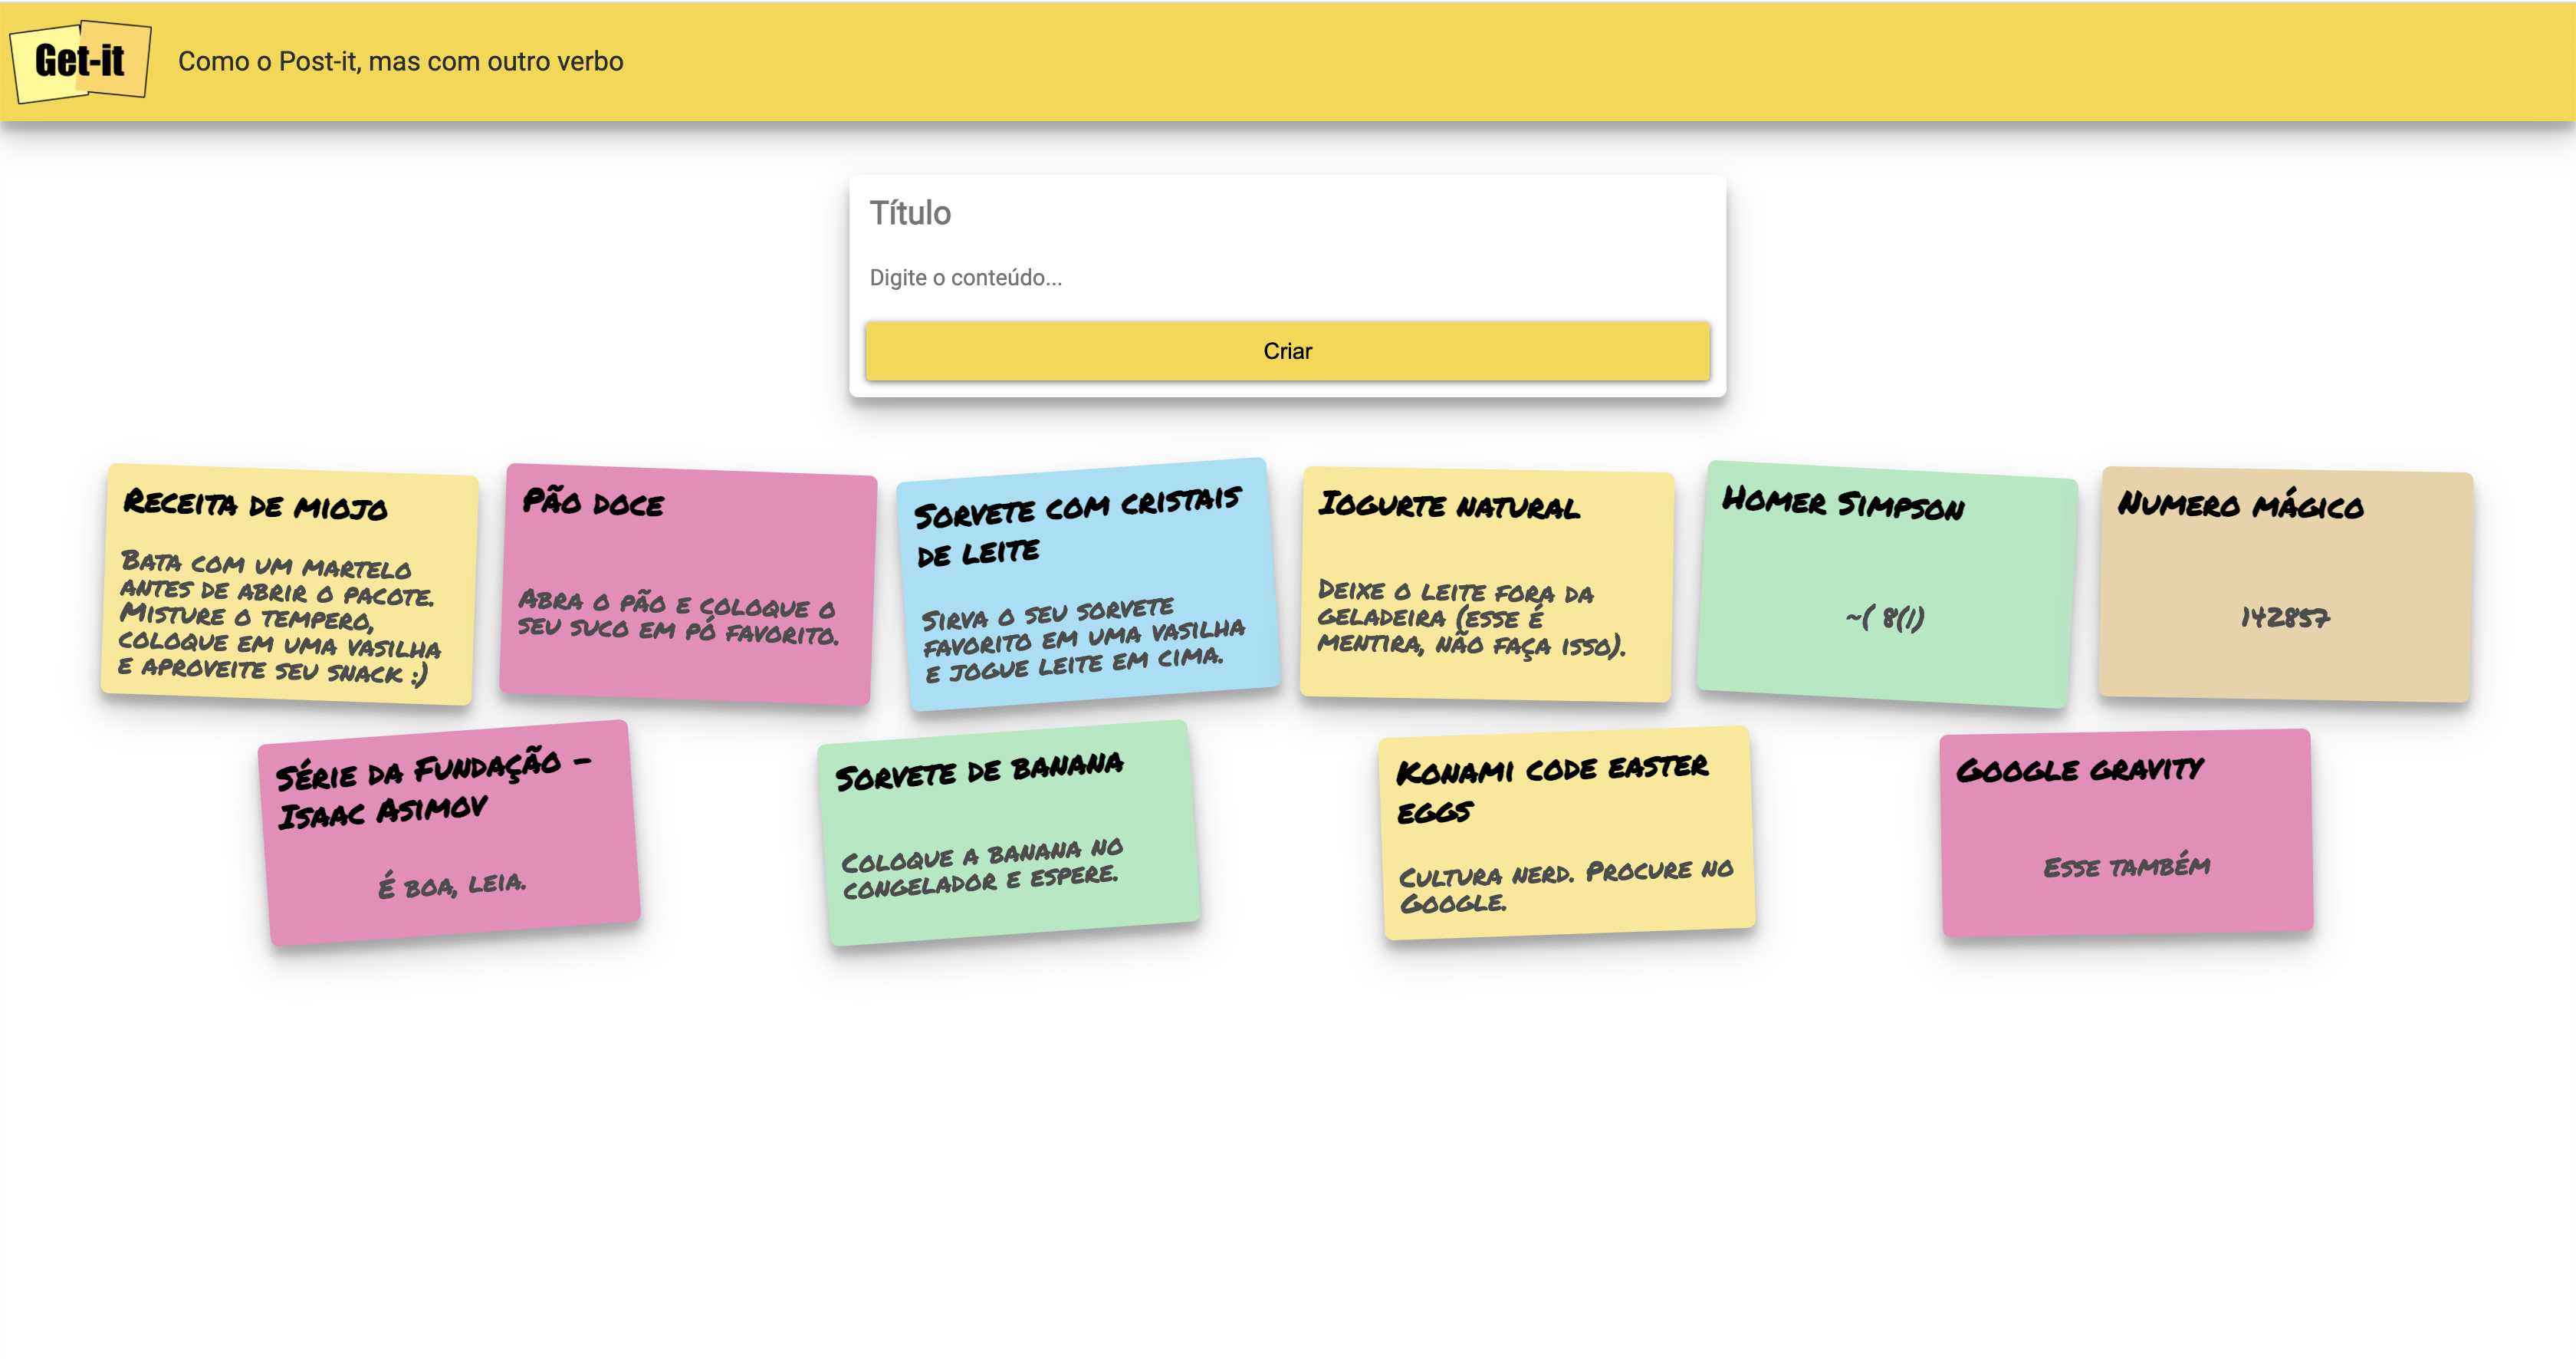 Get-it
Como o Post-it, mas com outro verbo
Título
Digite o conteúdo...
Criar
Receita de miojo
Bata com um martelo
antes de abrir o pacote.
Misture o tempero,
coloque em uma vasilha
e aproveite seu snack :)
Pão doce
Abra o pão e coloque o
seu suco em pó favorito.
Sorvete com cristais
de leite
Sirva o seu sorvete
favorito em uma vasilha
e jogue leite em cima.
Iogurte natural
Deixe o leite fora da
geladeira (esse é
mentira, não faça isso).
Homer Simpson
~( 8(|)
Numero mágico
142857
Série da Fundação -
Isaac Asimov
É boa, leia.
Sorvete de banana
Coloque a banana no
congelador e espere.
Konami code easter
eggs
Cultura nerd. Procure no
Google.
Google gravity
Esse também